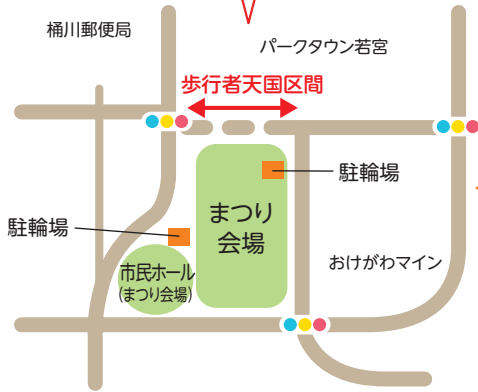 桶川郵便局
パークタウン若宮
歩行者天国区間
駐輪場
まつり
会場
駐輪場
おけがわマイン
市民ホール
(まつり会場)